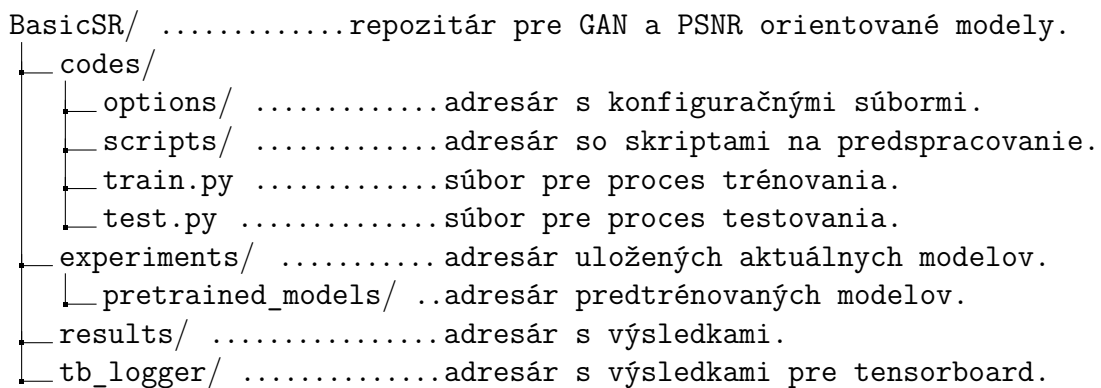 BasicSR/ .............repozitár pre GAN a PSNR orientované modely.
codes/
options/ .............adresár s konfiguračnými súbormi.
scripts/ .............adresár so skriptami na predspracovanie.
train.py .............súbor pre proces trénovania.
test.py ..............súbor pre proces testovania.
experiments/ ...........adresár uložených aktuálnych modelov.
pretrained_models/ ..adresár predtrénovaných modelov.
results/ ................adresár s výsledkami.
tb_logger/ ..............adresár s výsledkami pre tensorboard.